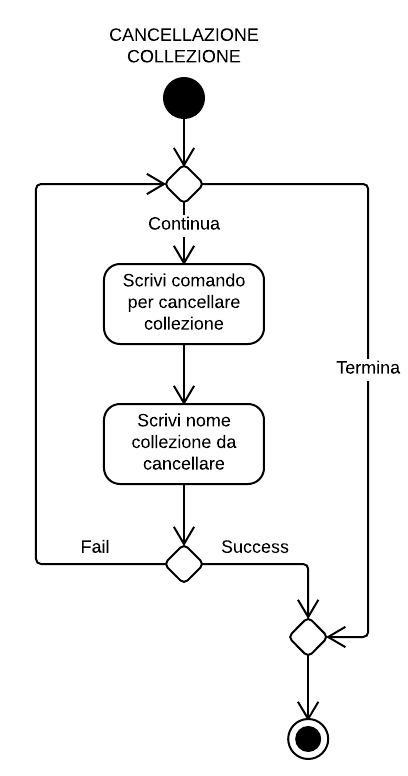 CANCELLAZIONE
COLLEZIONE
Continua
Scrivi comando
per cancellare
collezione
Termina
Scrivi nome
collezione da
cancellare
Fail
Success